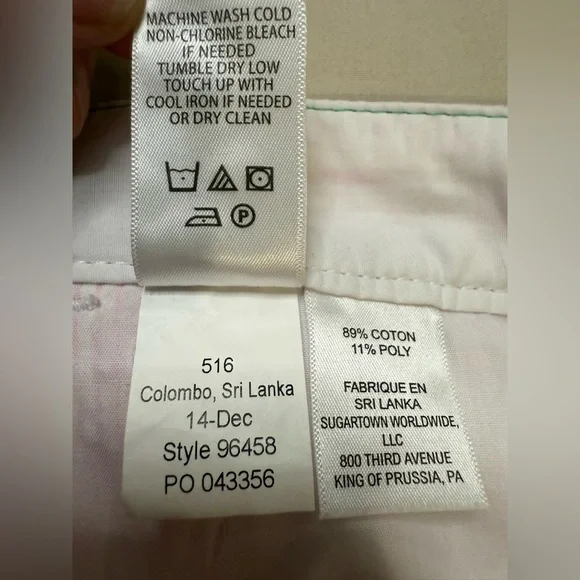 MACHINE WASH COLD
NON-CHLORINE BLEACH
IF NEEDED
TUMBLE DRY LOW
TOUCH UP WITH
COOL IRON IF NEEDED
OR DRY CLEAN
P
516
Colombo, Sri Lanka
14-Dec
Style 96458
PO 043356
89% COTON
11% POLY
FABRIQUE EN
SRI LANKA
SUGARTOWN WORLDWIDE,
LLC
800 THIRD AVENUE
KING OF PRUSSIA, PA